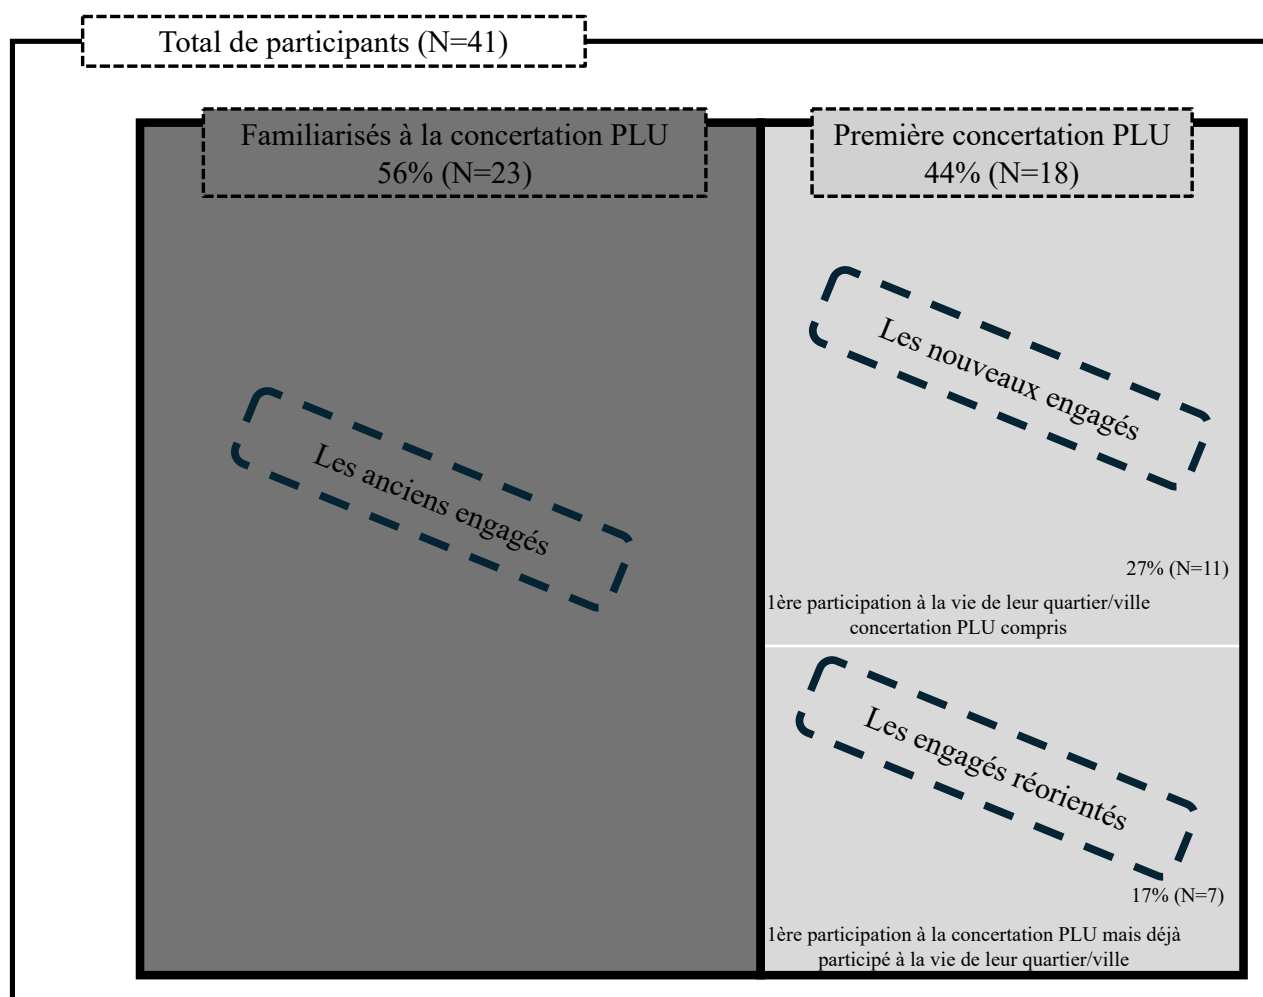 Total de participants (N=41)
Familiarisés à la concertation PLU
56% (N=23)
Première concertation PLU
44% (N=18)
Les anciens engagés
Les nouveaux engagés
27% (N=11)
1ère participation à la vie de leur quartier/ville
concertation PLU compris
Les engagés réorientés
17% (N=7)
1ère participation à la concertation PLU mais déjà
participé à la vie de leur quartier/ville